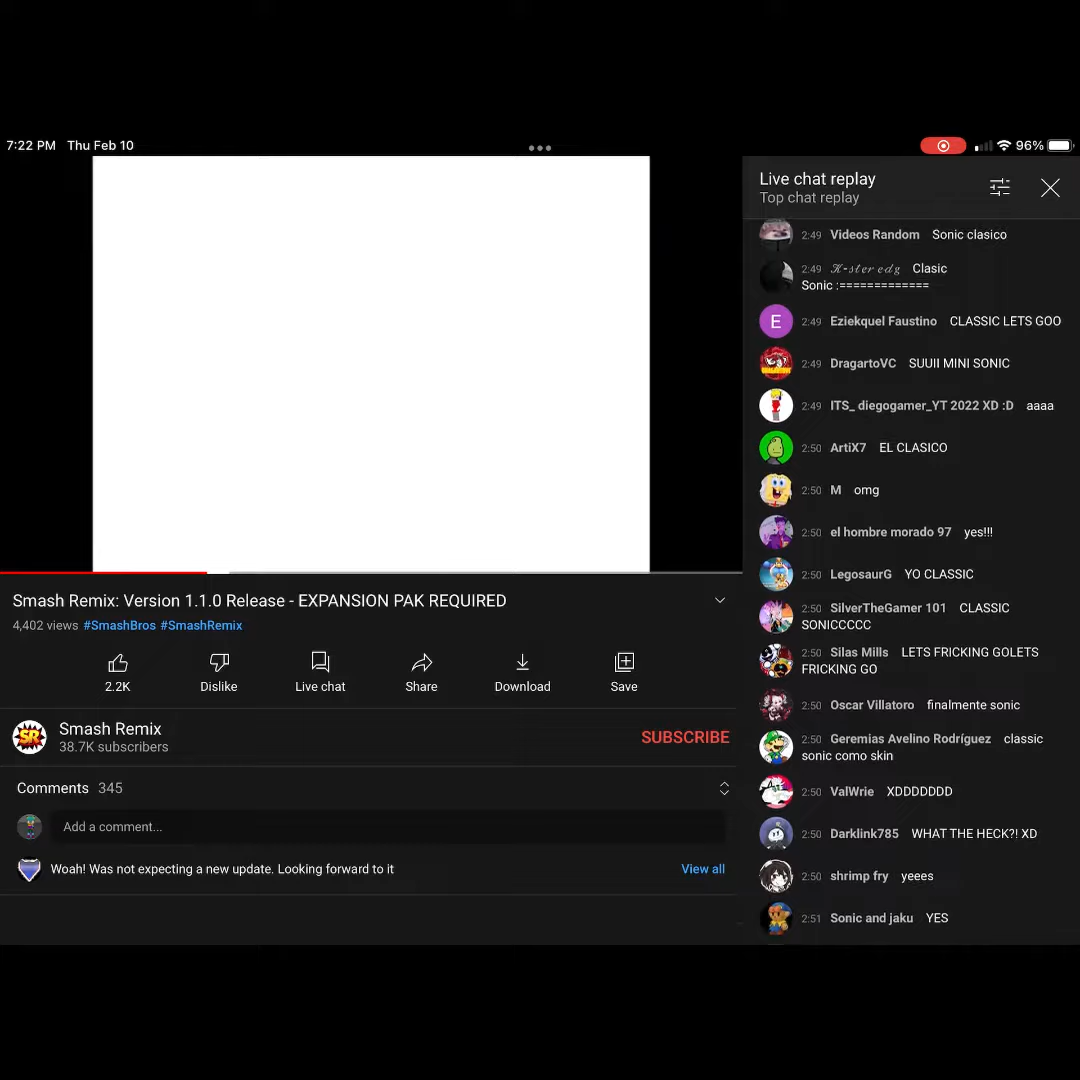 7:22 PM Thu Feb 10
96%
Live chat replay
Top chat replay
2:49 Videos Random Sonic clasico
2:49 𝒦-𝓈𝓉𝑒𝓇 𝑒𝒹𝑔 Clasic
Sonic :=============
E
2:49 Eziekquel Faustino CLASSIC LETS GOO
2:49 DragartoVC SUUII MINI SONIC
2:49 ITS_ diegogamer_YT 2022 XD :D aaaa
2:50 ArtiX7 EL CLASICO
2:50 M omg
2:50 el hombre morado 97 yes!!!
2:50 LegosaurG YO CLASSIC
2:50 SilverTheGamer 101 CLASSIC
SONICCCCC
2:50 Silas Mills LETS FRICKING GOLETS
FRICKING GO
2:50 Oscar Villatoro finalmente sonic
2:50 Geremias Avelino Rodríguez classic
sonic como skin
2:50 ValWrie XDDDDDDD
2:50 Darklink785 WHAT THE HECK?! XD
2:50 shrimp fry yeees
2:51 Sonic and jaku YES
Smash Remix: Version 1.1.0 Release - EXPANSION PAK REQUIRED
4,402 views #SmashBros #SmashRemix
2.2K Dislike Live chat Share Download Save
SR
Smash Remix
38.7K subscribers
SUBSCRIBE
Comments 345
Add a comment...
Woah! Was not expecting a new update. Looking forward to it
View all